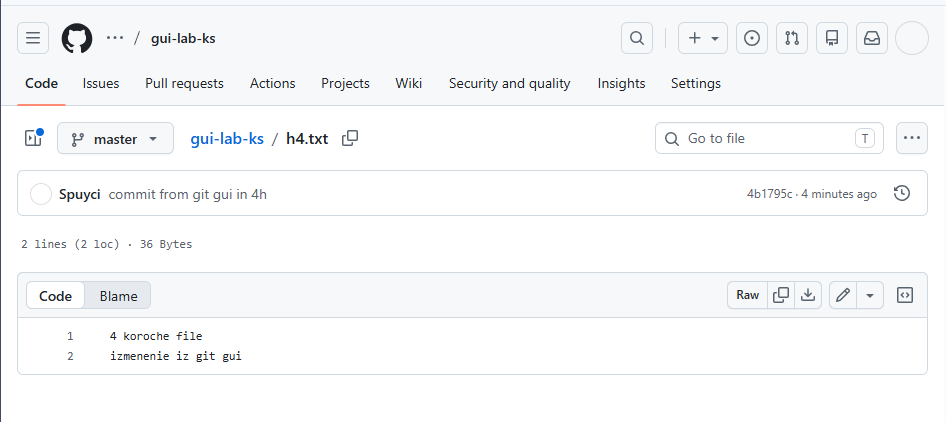 ··· / gui-lab-ks
Code Issues Pull requests Actions Projects Wiki Security and quality Insights Settings
master gui-lab-ks / h4.txt Go to file T
Spuyci commit from git gui in 4h 4b1795c · 4 minutes ago
2 lines (2 loc) · 36 Bytes
Code Blame Raw
1 4 koroche file
2 izmenenie iz git gui